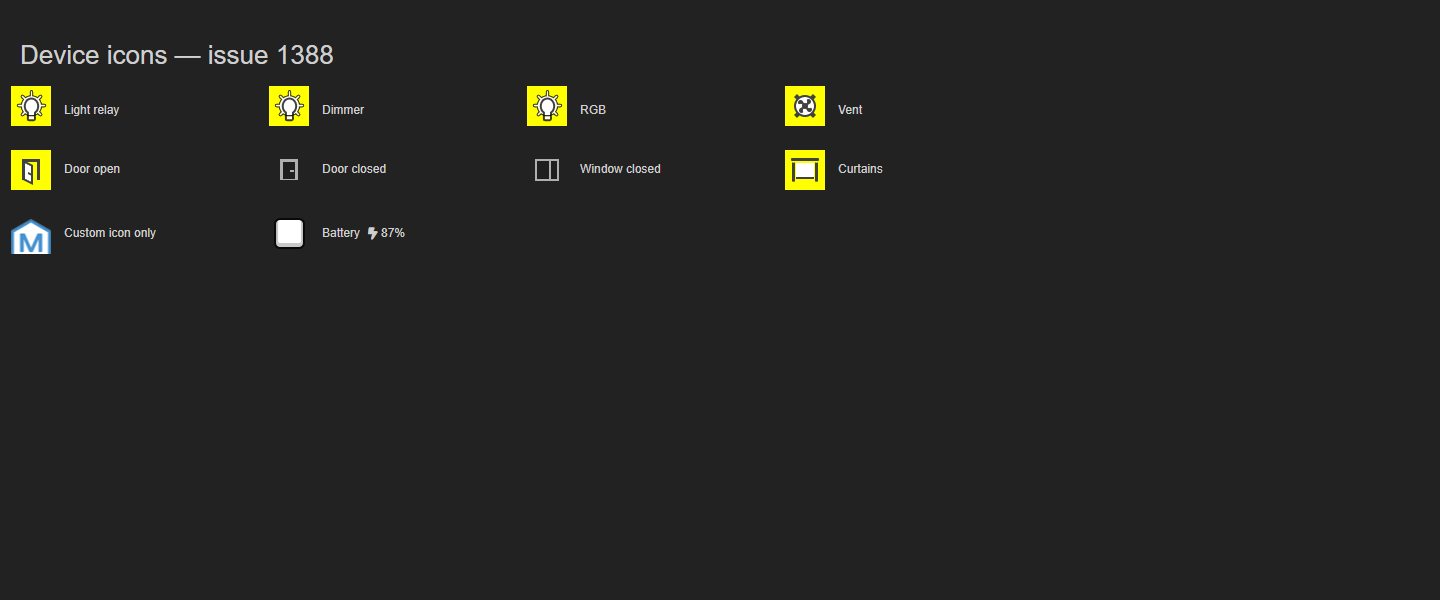 Device icons — issue 1388
Light relay
Dimmer
RGB
Vent
Door open
Door closed
Window closed
Curtains
M
Custom icon only
Battery 87%